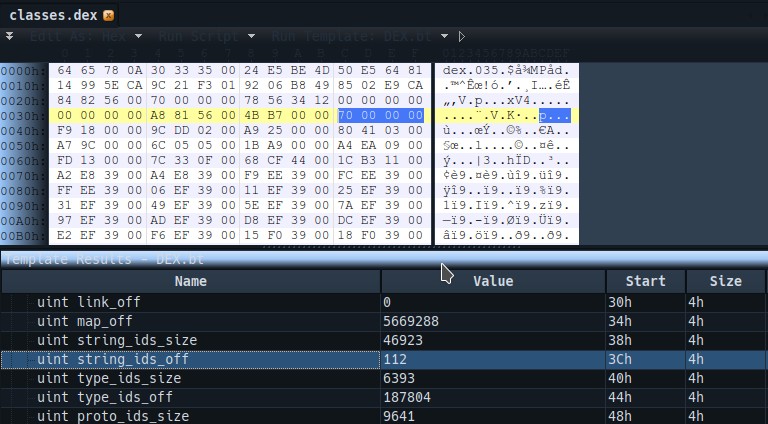 classes.dex
Edit As: Hex Run Script Run Template: DEX.bt
0 1 2 3 4 5 6 7 8 9 A B C D E F 0123456789ABCDEF
0000h: 64 65 78 0A 30 33 35 00 24 E5 BE 4D 50 E5 64 81 dex.035.$å¾MPåd.
0010h: 14 99 5E CA 9C 21 F3 01 92 06 B8 49 85 02 E9 CA .™^Êœ!ó.’.¸I….éÊ
0020h: 84 82 56 00 70 00 00 00 78 56 34 12 00 00 00 00 „‚V.p...xV4.....
0030h: 00 00 00 00 A8 81 56 00 4B B7 00 00 70 00 00 00 ....¨.V.K·..p...
0040h: F9 18 00 00 9C DD 02 00 A9 25 00 00 80 41 03 00 ù...œÝ..©%..€A..
0050h: A7 9C 00 00 6C 05 05 00 1B A9 00 00 A4 EA 09 00 §œ..l....©..¤ê..
0060h: FD 13 00 00 7C 33 0F 00 68 CF 44 00 1C B3 11 00 ý...|3..hÏD..³..
0070h: A2 E8 39 00 A4 E8 39 00 F9 EE 39 00 FC EE 39 00 ¢è9.¤è9.ùî9.üî9.
0080h: FF EE 39 00 06 EF 39 00 11 EF 39 00 25 EF 39 00 ÿî9..ï9..ï9.%ï9.
0090h: 31 EF 39 00 49 EF 39 00 5E EF 39 00 7A EF 39 00 1ï9.Iï9.^ï9.zï9.
00A0h: 97 EF 39 00 AD EF 39 00 D8 EF 39 00 DC EF 39 00 —ï9.­.ï9.Øï9.Üï9.
00B0h: E2 EF 39 00 F6 EF 39 00 15 F0 39 00 18 F0 39 00 âï9.öï9..ð9..ð9.
Template Results - DEX.bt
Name Value Start Size
uint link_off 0 30h 4h
uint map_off 5669288 34h 4h
uint string_ids_size 46923 38h 4h
uint string_ids_off 112 3Ch 4h
uint type_ids_size 6393 40h 4h
uint type_ids_off 187804 44h 4h
uint proto_ids_size 9641 48h 4h